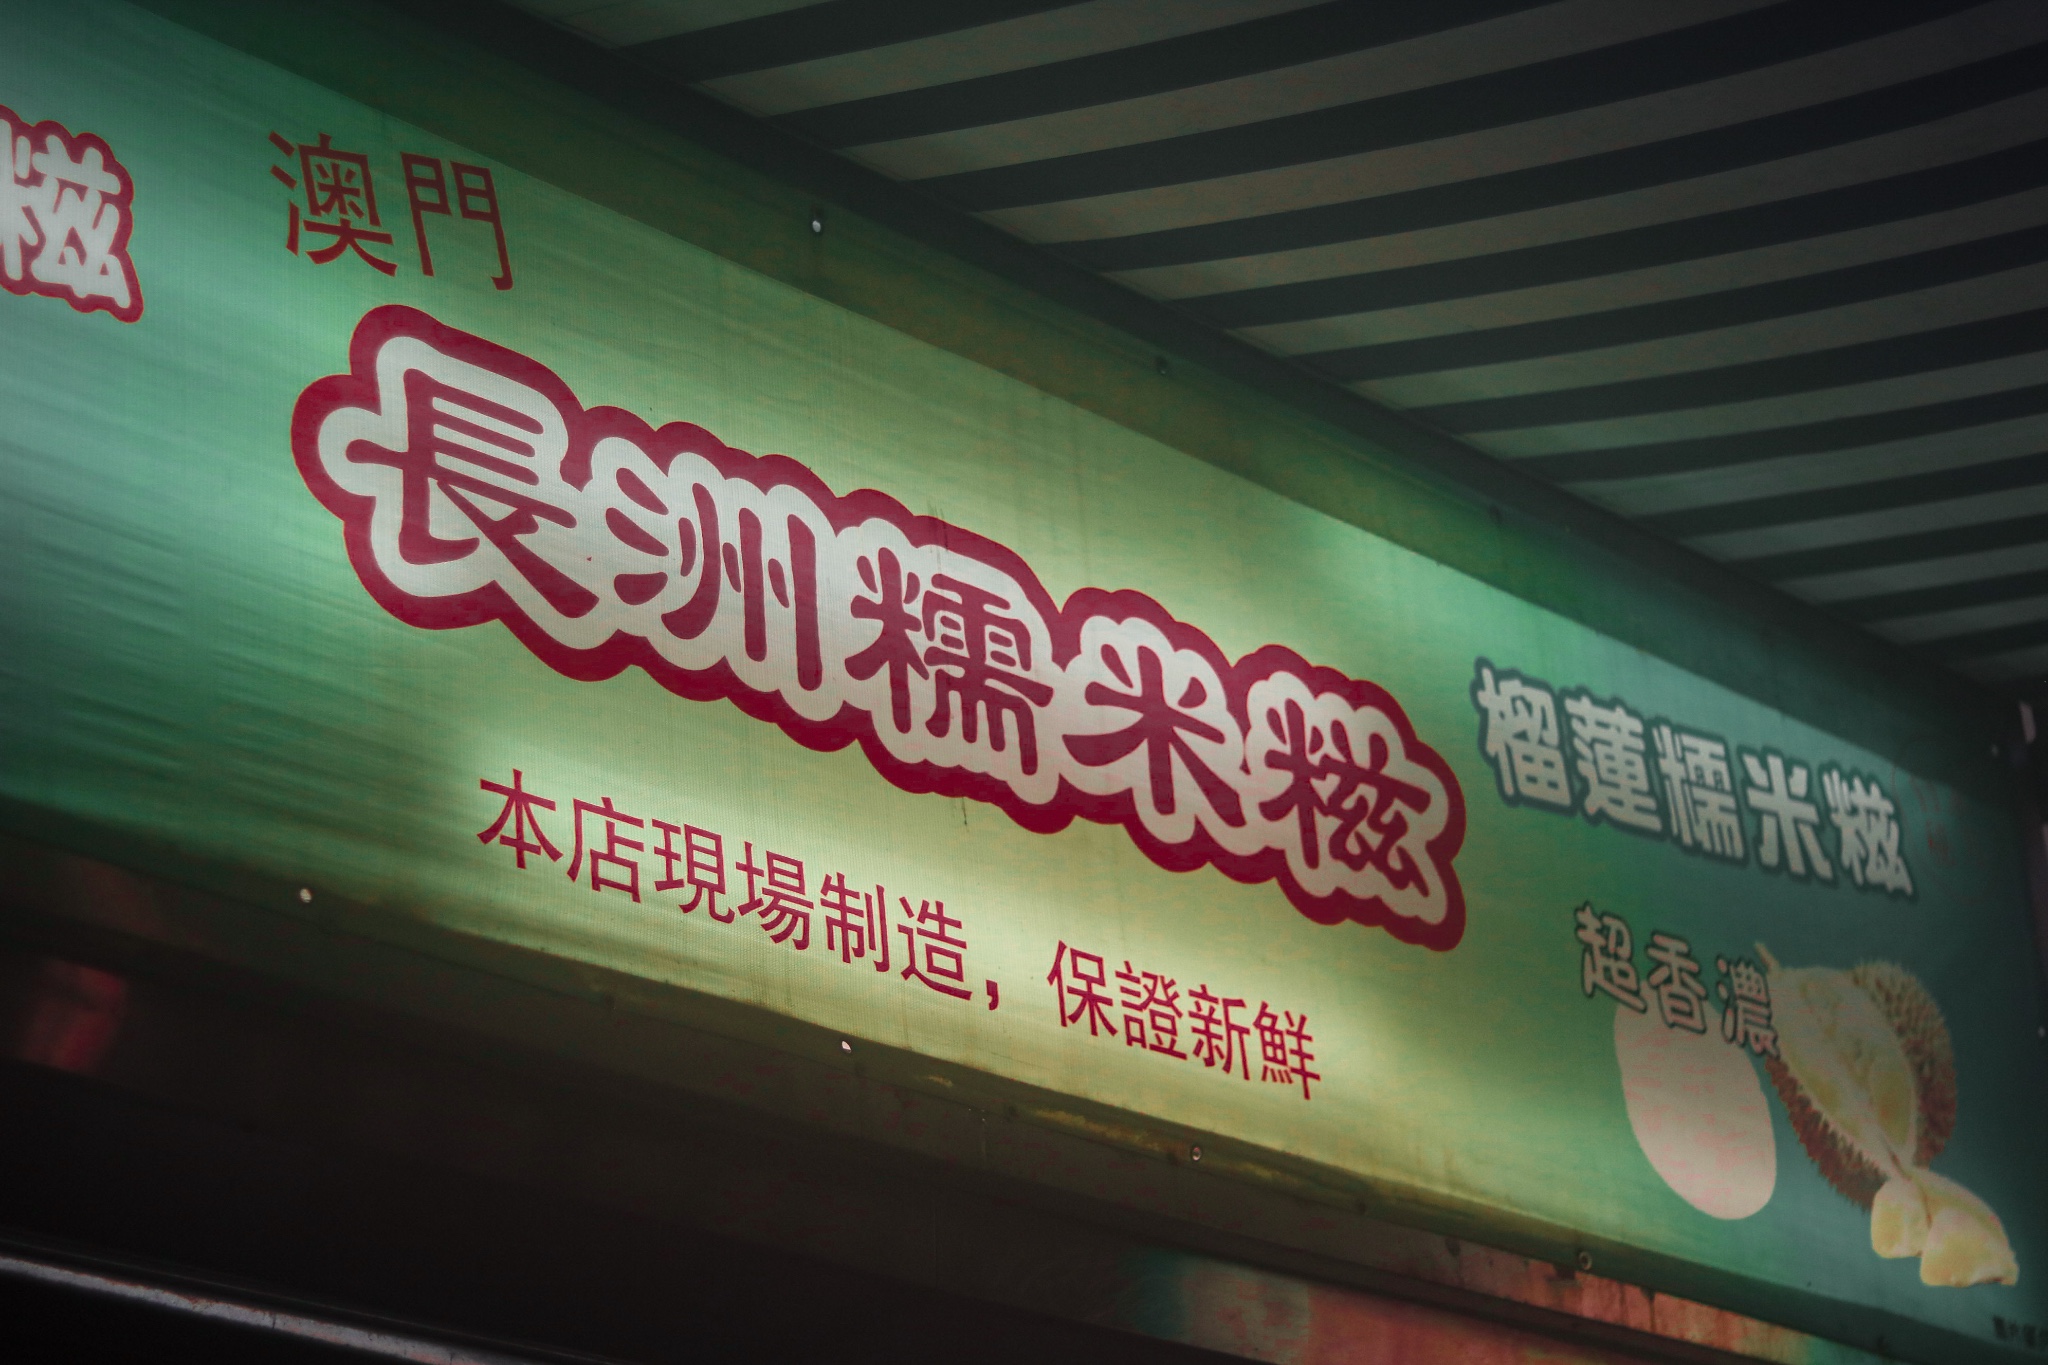 糍
澳門
長洲糯米糍
本店現場制造，保證新鮮
榴蓮糯米糍
超香濃